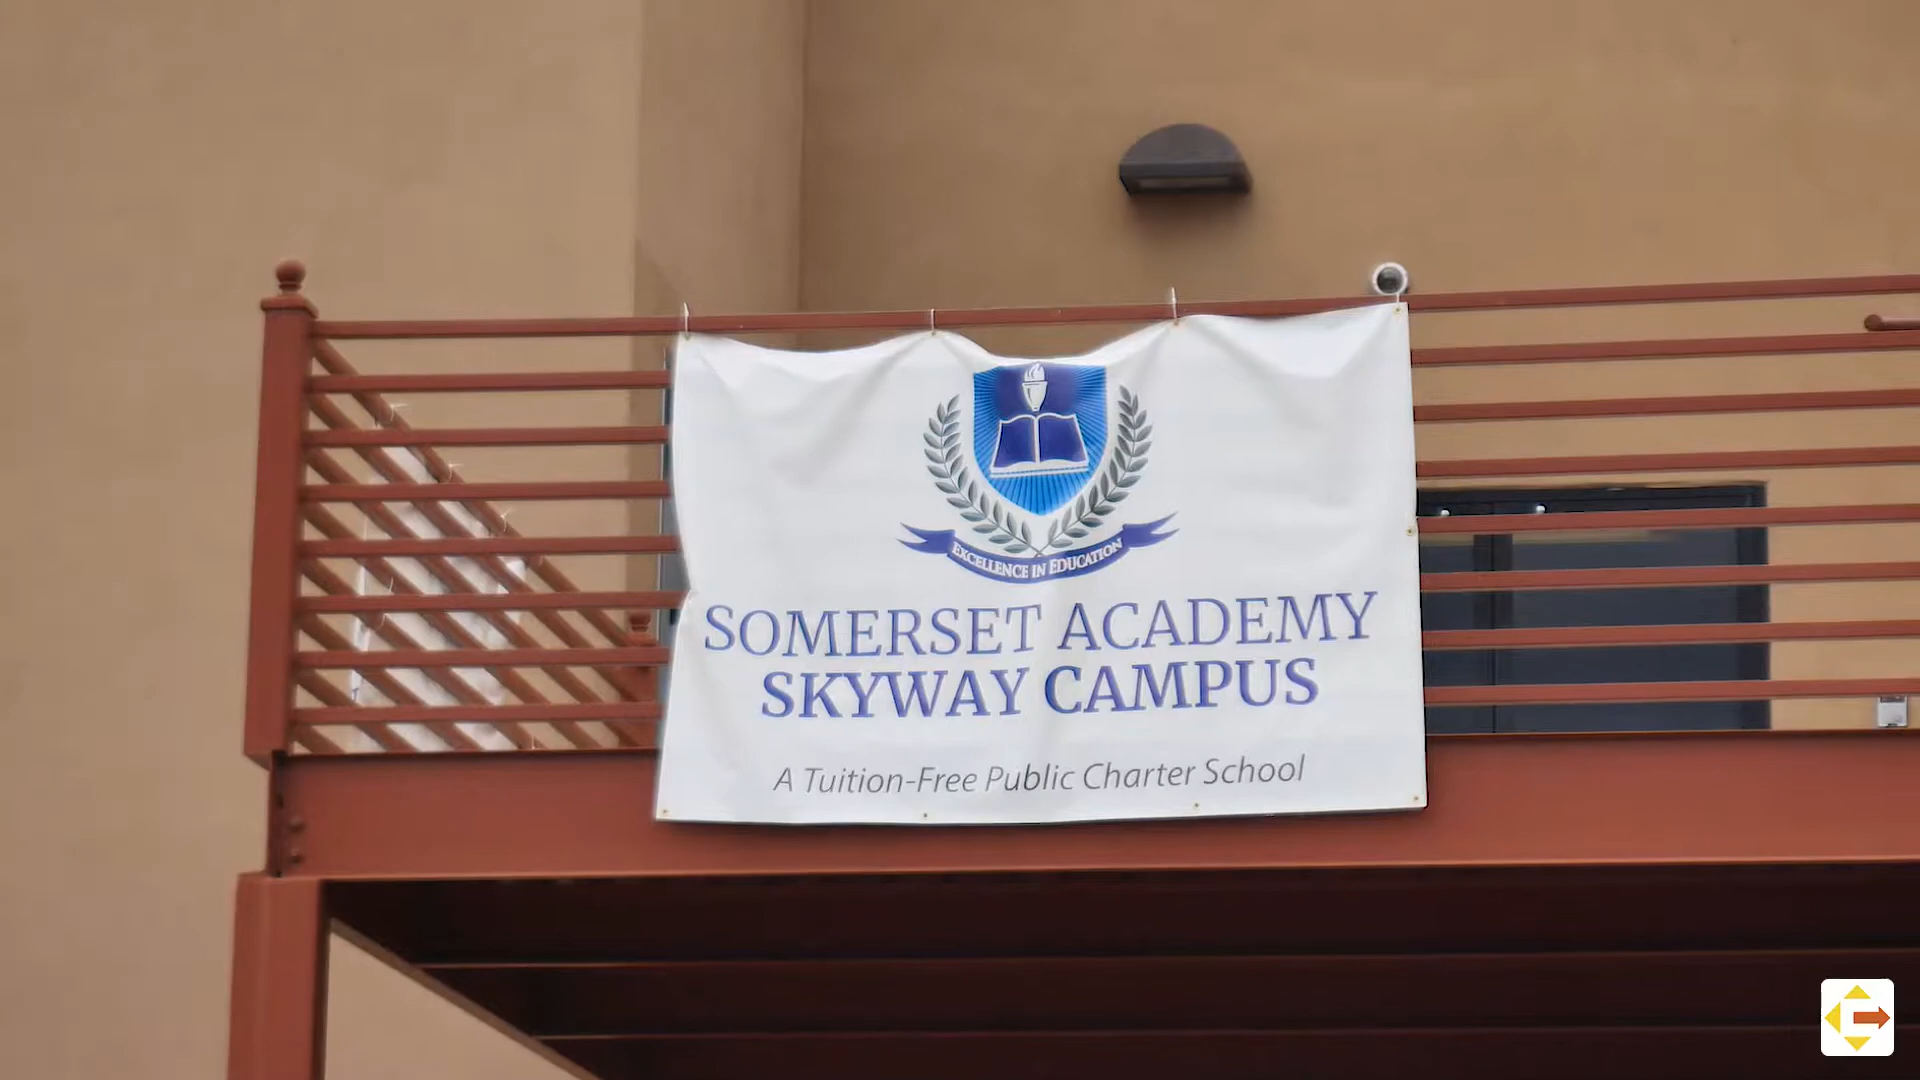 EXCELLENCE IN EDUCATION
SOMERSET ACADEMY
SKYWAY CAMPUS
A Tuition-Free Public Charter School